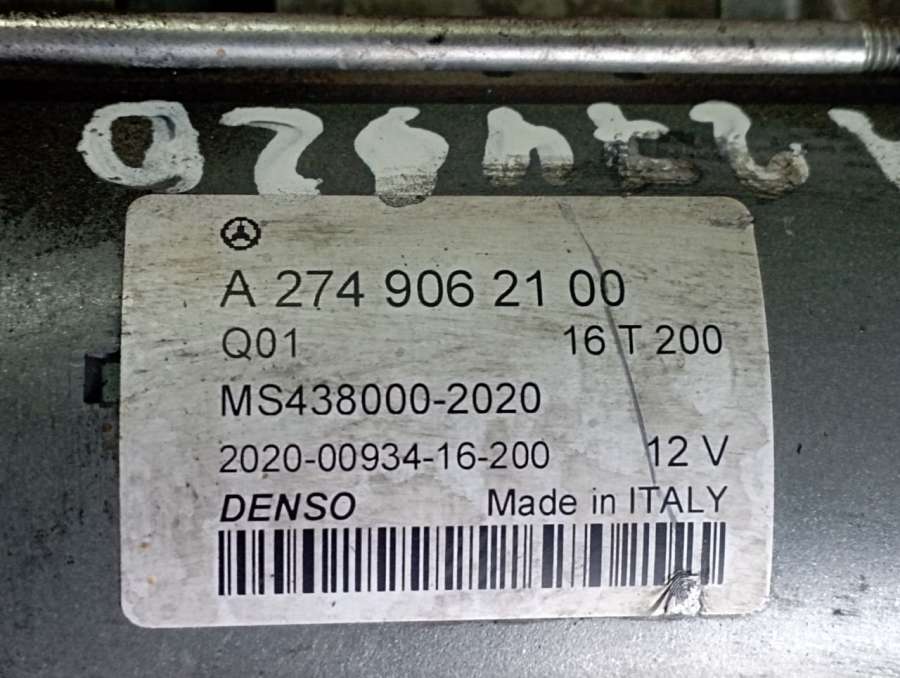 A 274 906 21 00
Q01 16 T 200
MS438000-2020
2020-00934-16-200 12 V
DENSO Made in ITALY